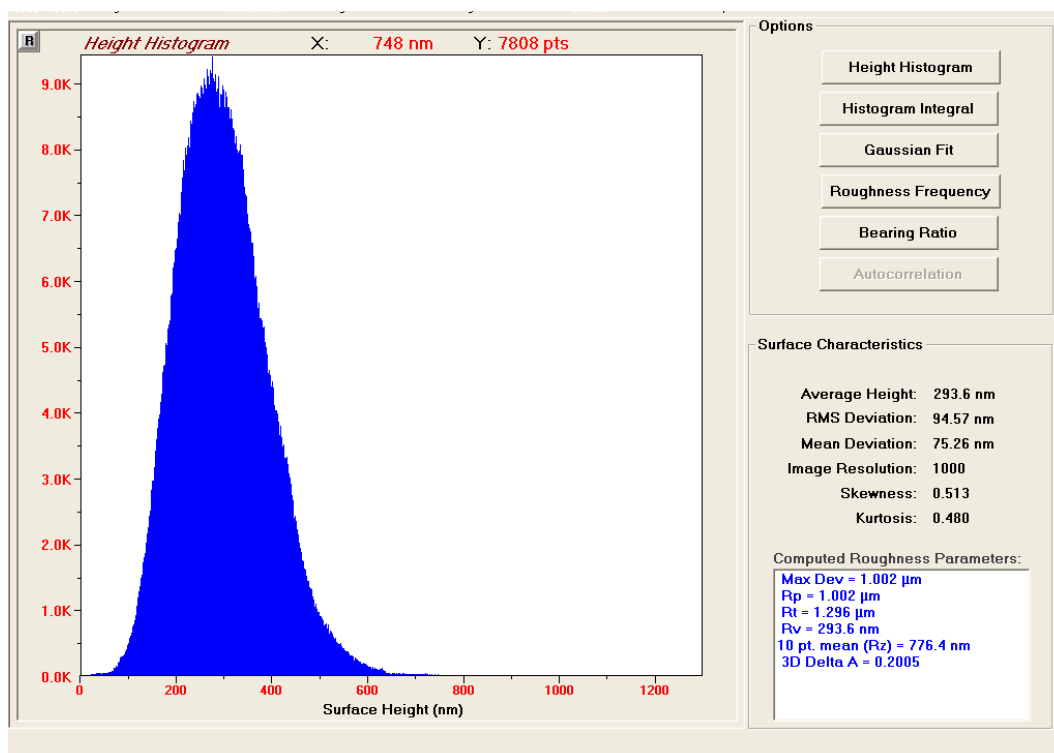 R
Height Histogram X: 748 nm Y: 7808 pts
9.0K
8.0K
7.0K
6.0K
5.0K
4.0K
3.0K
2.0K
1.0K
0.0K
0 200 400 600 800 1000 1200
Surface Height (nm)
Options
Height Histogram
Histogram Integral
Gaussian Fit
Roughness Frequency
Bearing Ratio
Autocorrelation
Surface Characteristics
Average Height: 293.6 nm
RMS Deviation: 94.57 nm
Mean Deviation: 75.26 nm
Image Resolution: 1000
Skewness: 0.513
Kurtosis: 0.480
Computed Roughness Parameters:
Max Dev = 1.002 µm
Rp = 1.002 µm
Rt = 1.296 µm
Rv = 293.6 nm
10 pt. mean (Rz) = 776.4 nm
3D Delta A = 0.2005